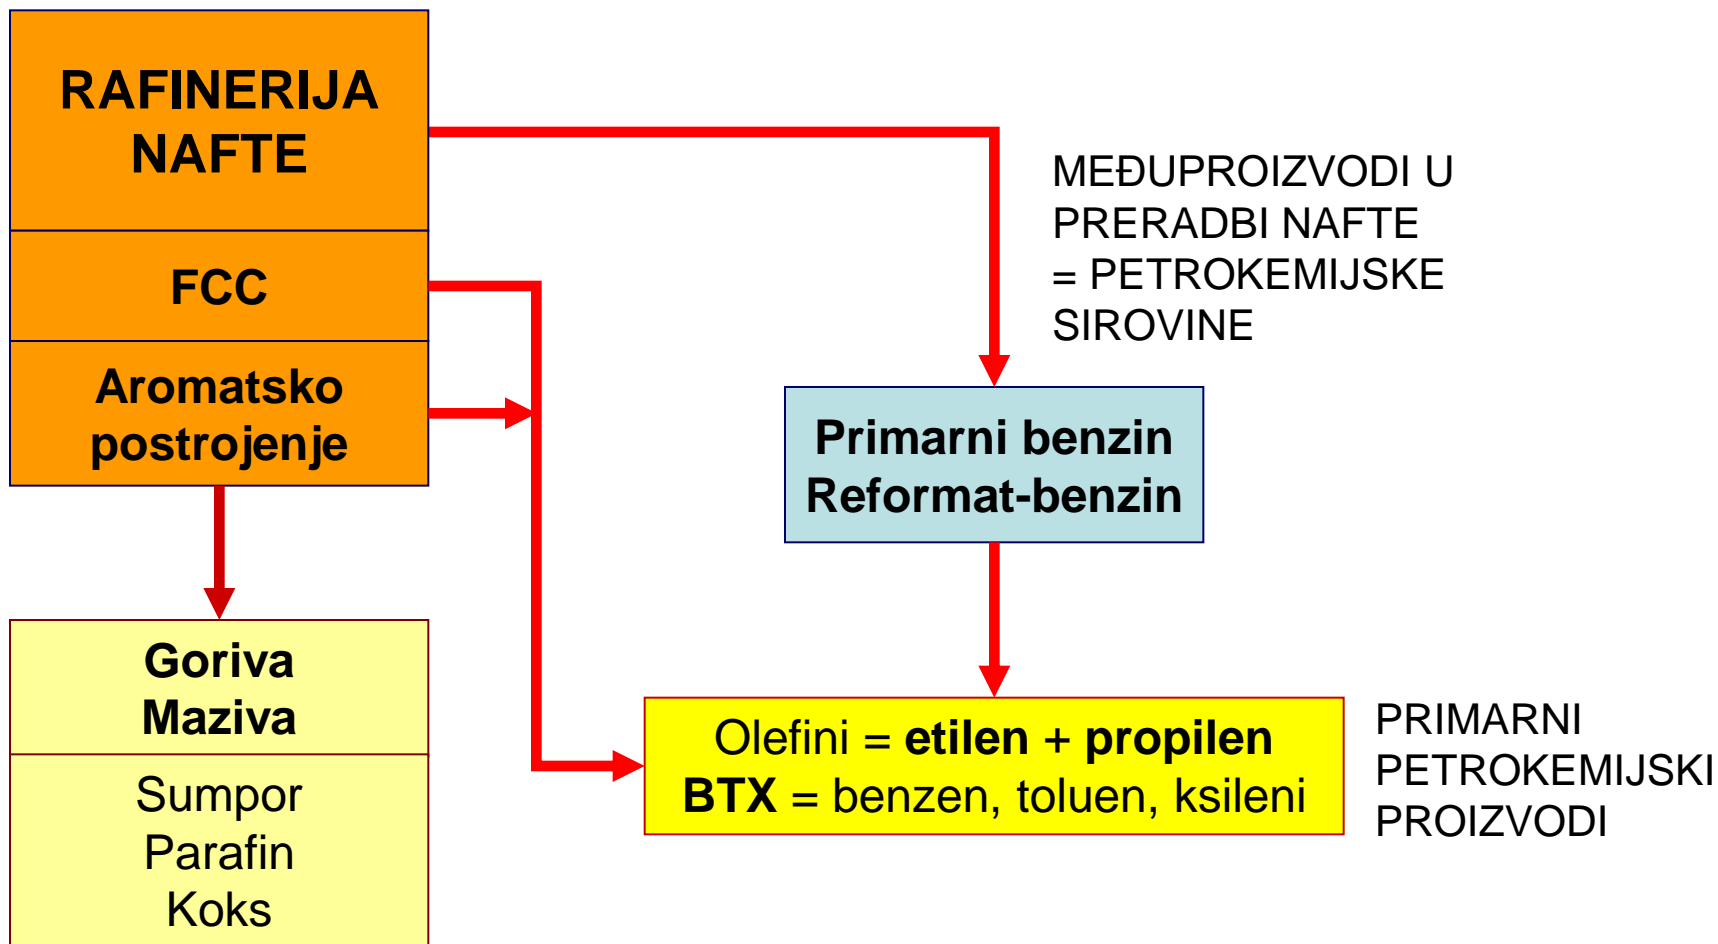 RAFINERIJA
NAFTE
FCC
Aromatsko
postrojenje
Goriva
Maziva
Sumpor
Parafin
Koks
MEĐUPROIZVODI U
PRERADBI NAFTE
= PETROKEMIJSKE
SIROVINE
Primarni benzin
Reformat-benzin
Olefini = etilen + propilen
BTX = benzen, toluen, ksileni
PRIMARNI
PETROKEMIJSKI
PROIZVODI